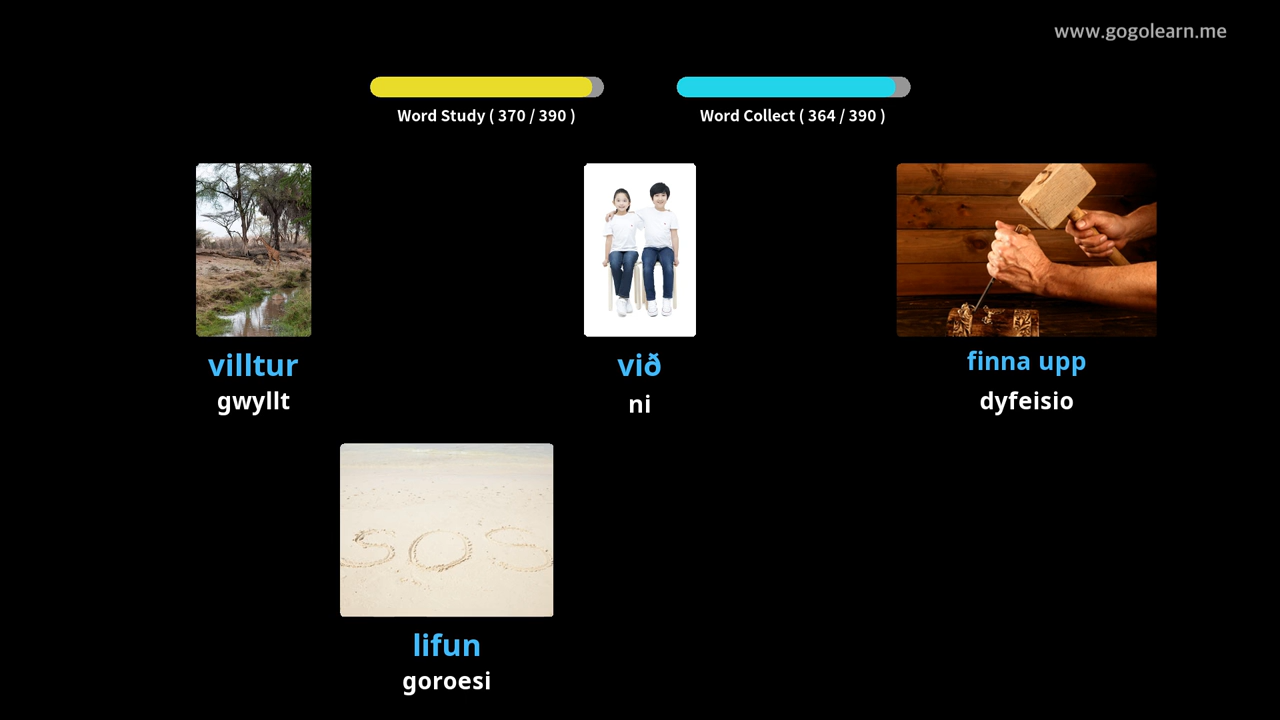 www.gogolearn.me
Word Study ( 370 / 390 )
Word Collect ( 364 / 390 )
villtur
gwyllt
við
ni
finna upp
dyfeisio
SOS
lifun
goroesi